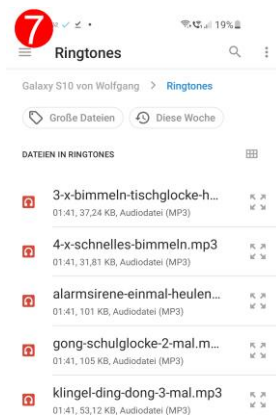 7
19%
Ringtones
Galaxy S10 von Wolfgang > Ringtones
Große Dateien
Diese Woche
DATEIEN IN RINGTONES
3-x-bimmeln-tischglocke-h...
01:41, 37,24 KB, Audiodatei (MP3)
4-x-schnelles-bimmeln.mp3
01:41, 31,81 KB, Audiodatei (MP3)
alarmsirene-einmal-heulen...
01:41, 101 KB, Audiodatei (MP3)
gong-schulglocke-2-mal.m...
01:41, 105 KB, Audiodatei (MP3)
klingel-ding-dong-3-mal.mp3
01:41, 53,12 KB, Audiodatei (MP3)